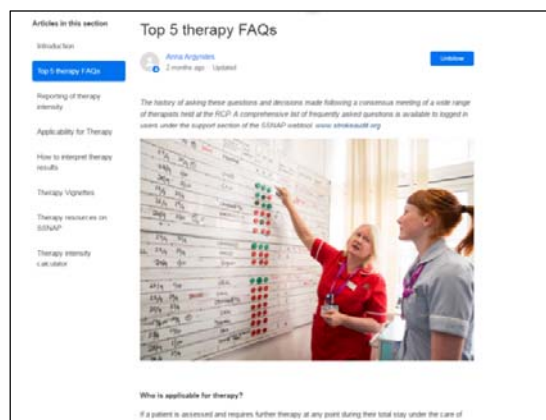 Articles in this section
Introduction
Top 5 therapy FAQs
Reporting of therapy
intensity
Applicability for Therapy
How to interpret therapy
results
Therapy Vignettes
Therapy resources on
SSNAP
Therapy intensity
calculator
Top 5 therapy FAQs
Anna Argyrides
2 months ago · Updated
Unfollow
The history of asking these questions and decisions made following a consensus meeting of a wide range
of therapists held at the RCP. A comprehensive list of frequently asked questions is available to logged in
users under the support section of the SSNAP webtool: www.strokeaudit.org.
Who is applicable for therapy?
If a patient is assessed and requires further therapy at any point during their total stay under the care of